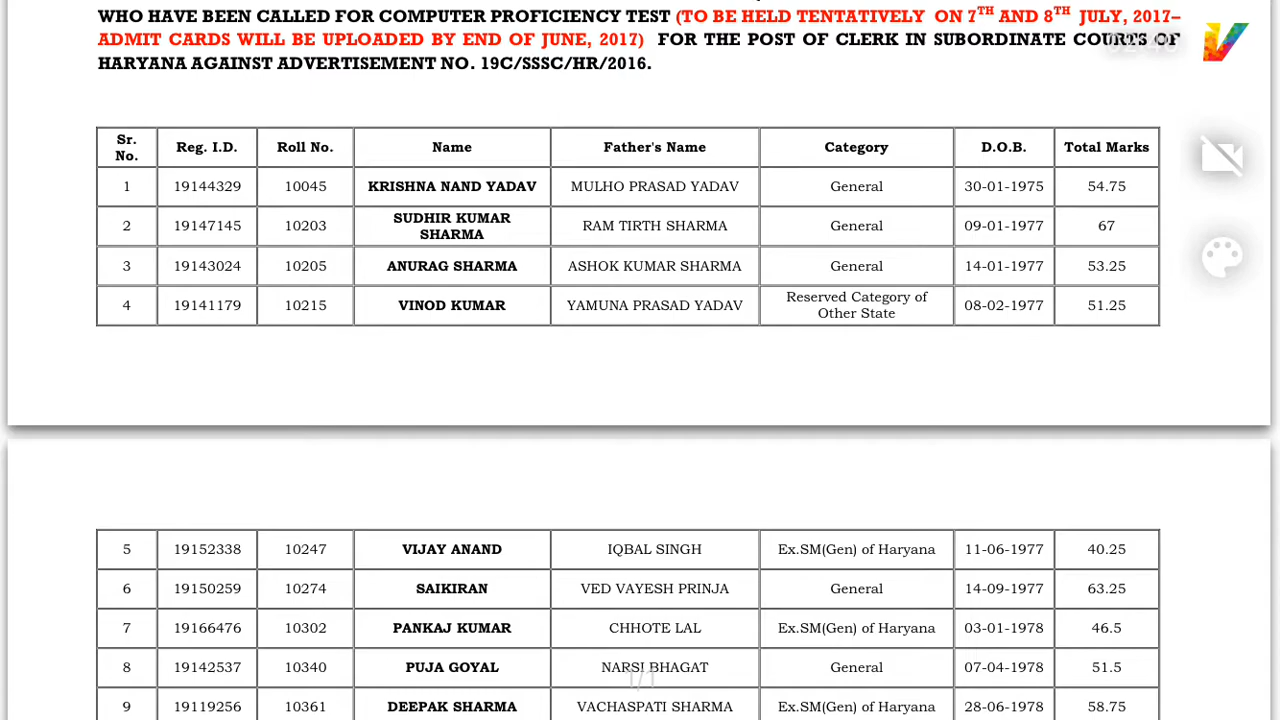 WHO HAVE BEEN CALLED FOR COMPUTER PROFICIENCY TEST (TO BE HELD TENTATIVELY ON 7TH AND 8TH JULY, 2017–
ADMIT CARDS WILL BE UPLOADED BY END OF JUNE, 2017) FOR THE POST OF CLERK IN SUBORDINATE COURTS OF
HARYANA AGAINST ADVERTISEMENT NO. 19C/SSSC/HR/2016.
Sr. No. Reg. I.D. Roll No. Name Father's Name Category D.O.B. Total Marks
1 19144329 10045 KRISHNA NAND YADAV MULHO PRASAD YADAV General 30-01-1975 54.75
2 19147145 10203 SUDHIR KUMAR SHARMA RAM TIRTH SHARMA General 09-01-1977 67
3 19143024 10205 ANURAG SHARMA ASHOK KUMAR SHARMA General 14-01-1977 53.25
4 19141179 10215 VINOD KUMAR YAMUNA PRASAD YADAV Reserved Category of Other State 08-02-1977 51.25
5 19152338 10247 VIJAY ANAND IQBAL SINGH Ex.SM(Gen) of Haryana 11-06-1977 40.25
6 19150259 10274 SAIKIRAN VED VAYESH PRINJA General 14-09-1977 63.25
7 19166476 10302 PANKAJ KUMAR CHHOTE LAL Ex.SM(Gen) of Haryana 03-01-1978 46.5
8 19142537 10340 PUJA GOYAL NARSI BHAGAT General 07-04-1978 51.5
1/1
9 19119256 10361 DEEPAK SHARMA VACHASPATI SHARMA Ex.SM(Gen) of Haryana 28-06-1978 58.75